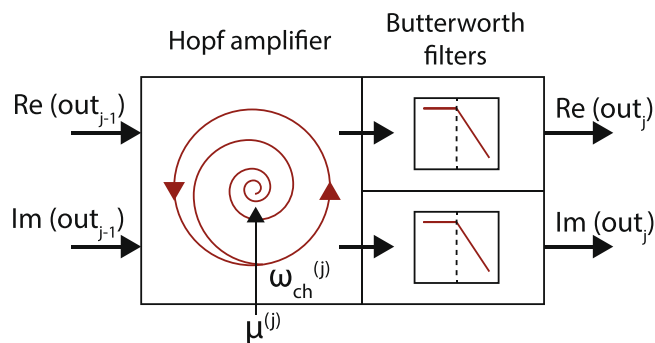 Hopf amplifier
Butterworth
filters
Re (out_{j-1})
Re (out_j)
Im (out_{j-1})
Im (out_j)
ω_{ch}^{(j)}
μ^{(j)}